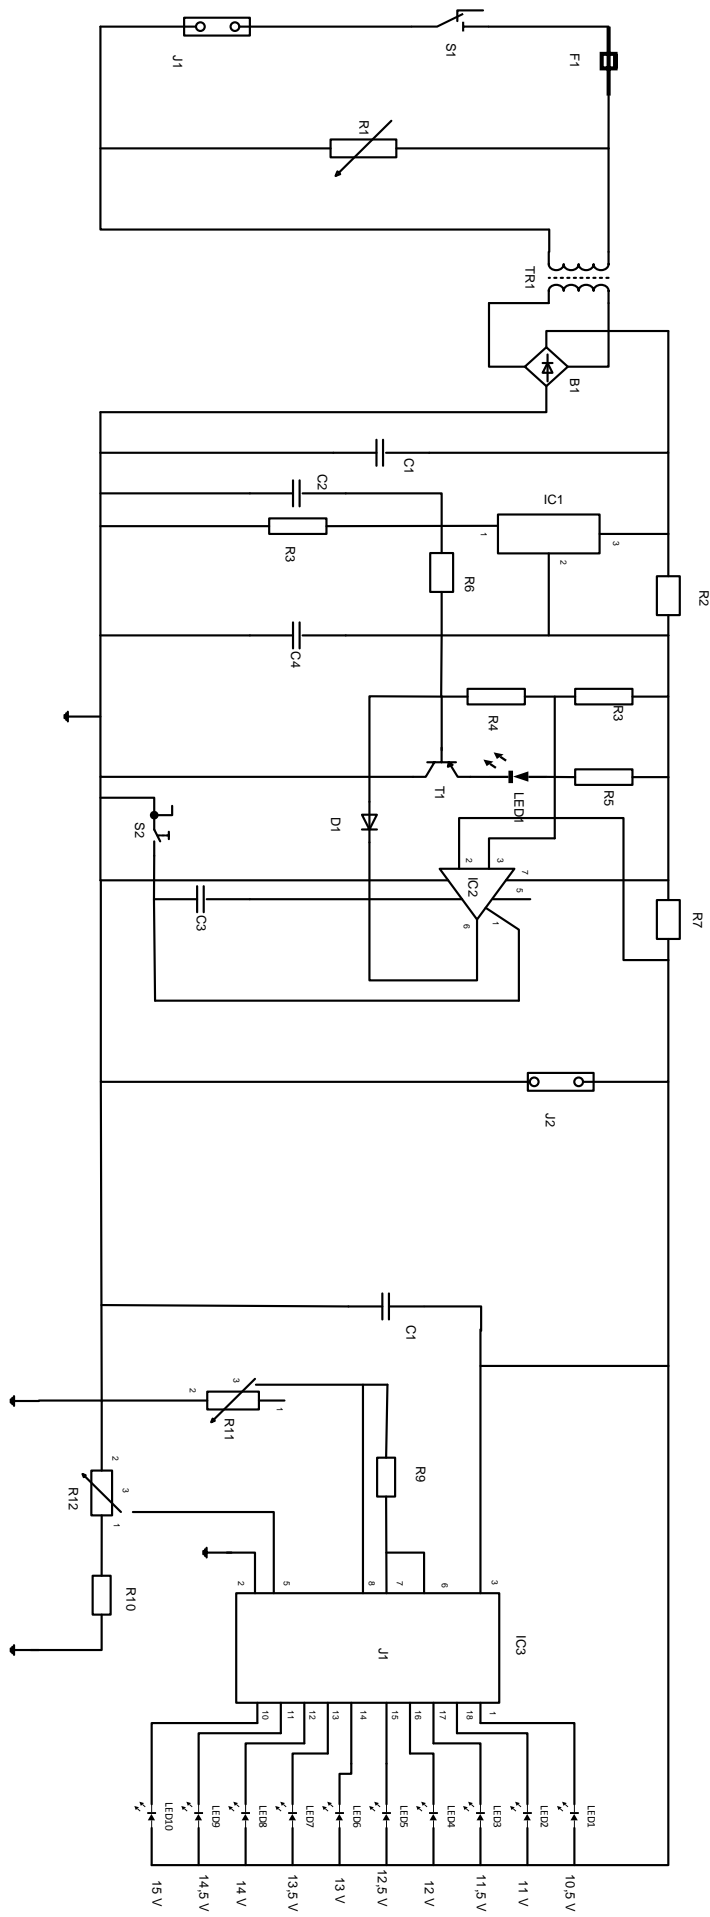 J1
S1
F1
R1
TR1
B1
C1
C2
R3
1
IC1
3
2
R6
R2
C4
R4
R3
T1
LED1
R5
S2
D1
2
3
IC2
7
5
1
6
C3
R7
J2
C1
2
3
R11
1
R9
2
3
R12
1
R10
2
5
8
7
6
3
J1
IC3
10
11
12
13
14
15
16
17
18
1
LED10
LED9
LED8
LED7
LED6
LED5
LED4
LED3
LED2
LED1
15 V
14,5 V
14 V
13,5 V
13 V
12,5 V
12 V
11,5 V
11 V
10,5 V